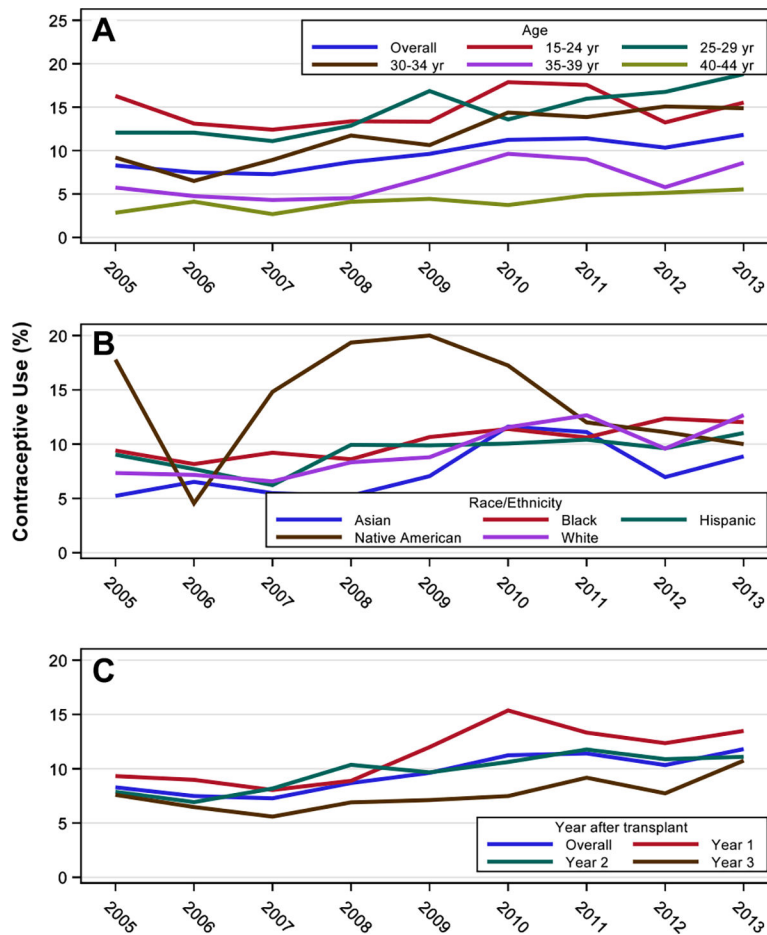 A
Age
Overall 15-24 yr 25-29 yr
30-34 yr 35-39 yr 40-44 yr
25
20
15
10
5
0
2005 2006 2007 2008 2009 2010 2011 2012 2013
Contraceptive Use (%)
B
20
15
10
5
0
Race/Ethnicity
Asian Black Hispanic
Native American White
2005 2006 2007 2008 2009 2010 2011 2012 2013
C
20
15
10
5
0
Year after transplant
Overall Year 1
Year 2 Year 3
2005 2006 2007 2008 2009 2010 2011 2012 2013